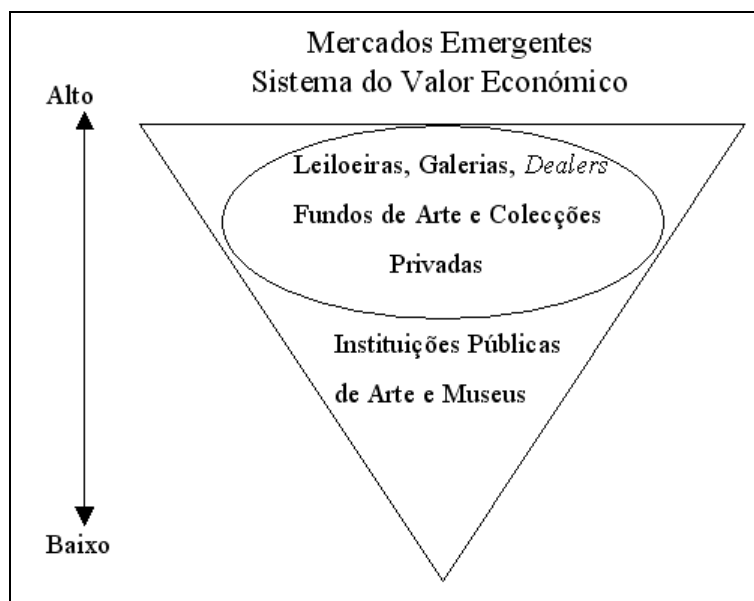 Mercados Emergentes
Sistema do Valor Económico
Alto
Leiloeiras, Galerias, Dealers
Fundos de Arte e Colecções
Privadas
Instituições Públicas
de Arte e Museus
Baixo